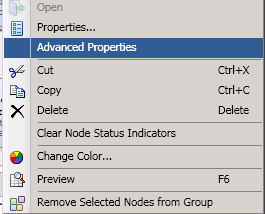 Open
Properties...
Advanced Properties
Cut Ctrl+X
Copy Ctrl+C
Delete Delete
Clear Node Status Indicators
Change Color...
Preview F6
Remove Selected Nodes from Group